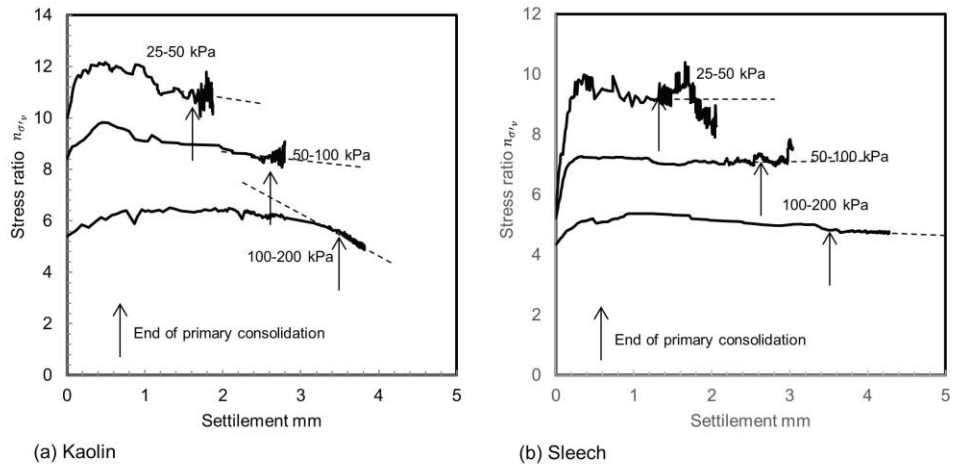 14
12
10
8
6
4
2
0
Stress ratio nσ′v
25-50 kPa
50-100 kPa
100-200 kPa
End of primary consolidation
0 1 2 3 4 5
Settilement mm
(a) Kaolin
12
10
8
6
4
2
0
Stress ratio nσ′v
25-50 kPa
50-100 kPa
100-200 kPa
End of primary consolidation
0 1 2 3 4 5
Settilement mm
(b) Sleech